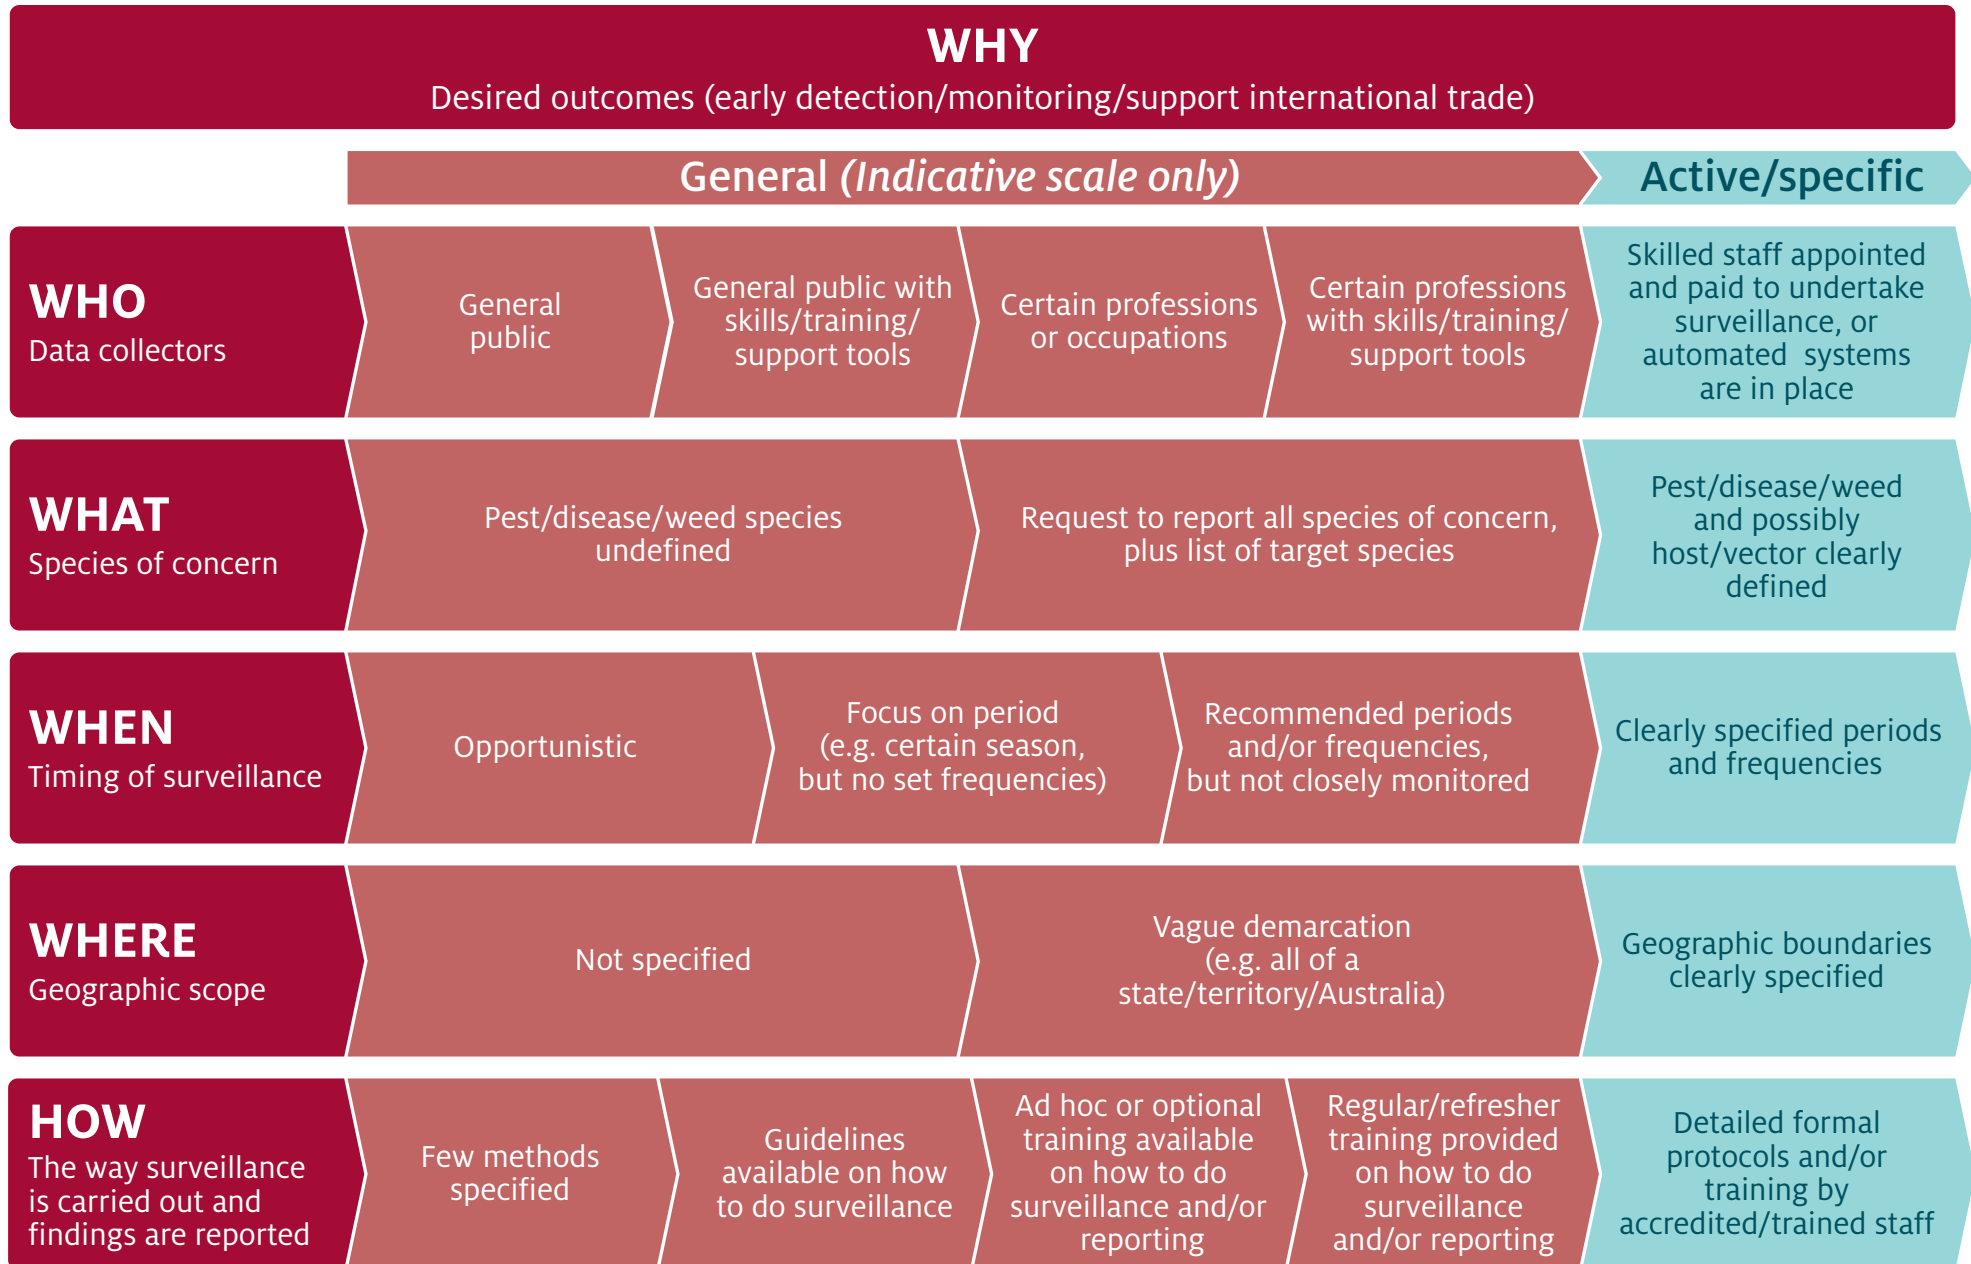 WHY
Desired outcomes (early detection/monitoring/support international trade)
General (Indicative scale only)
Active/specific
WHO
Data collectors
General
public
General public with
skills/training/
support tools
Certain professions
or occupations
Certain professions
with skills/training/
support tools
Skilled staff appointed
and paid to undertake
surveillance, or
automated systems
are in place
WHAT
Species of concern
Pest/disease/weed species
undefined
Request to report all species of concern,
plus list of target species
Pest/disease/weed
and possibly
host/vector clearly
defined
WHEN
Timing of surveillance
Opportunistic
Focus on period
(e.g. certain season,
but no set frequencies)
Recommended periods
and/or frequencies,
but not closely monitored
Clearly specified periods
and frequencies
WHERE
Geographic scope
Not specified
Vague demarcation
(e.g. all of a
state/territory/Australia)
Geographic boundaries
clearly specified
HOW
The way surveillance
is carried out and
findings are reported
Few methods
specified
Guidelines
available on how
to do surveillance
Ad hoc or optional
training available
on how to do
surveillance and/or
reporting
Regular/refresher
training provided
on how to do
surveillance
and/or reporting
Detailed formal
protocols and/or
training by
accredited/trained staff